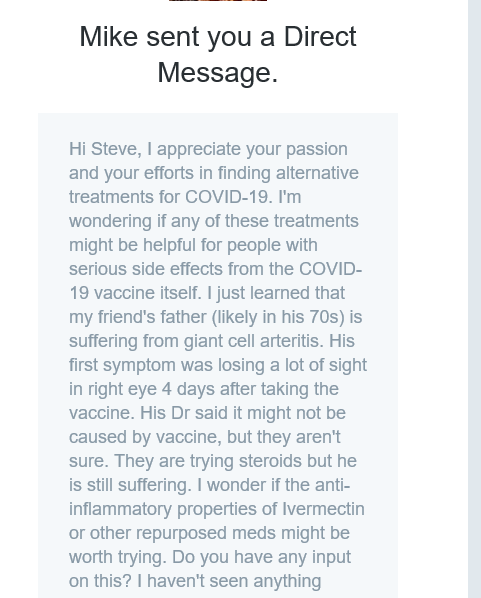 Mike sent you a Direct
Message.
Hi Steve, I appreciate your passion
and your efforts in finding alternative
treatments for COVID-19. I'm
wondering if any of these treatments
might be helpful for people with
serious side effects from the COVID-
19 vaccine itself. I just learned that
my friend's father (likely in his 70s) is
suffering from giant cell arteritis. His
first symptom was losing a lot of sight
in right eye 4 days after taking the
vaccine. His Dr said it might not be
caused by vaccine, but they aren't
sure. They are trying steroids but he
is still suffering. I wonder if the anti-
inflammatory properties of Ivermectin
or other repurposed meds might be
worth trying. Do you have any input
on this? I haven't seen anything